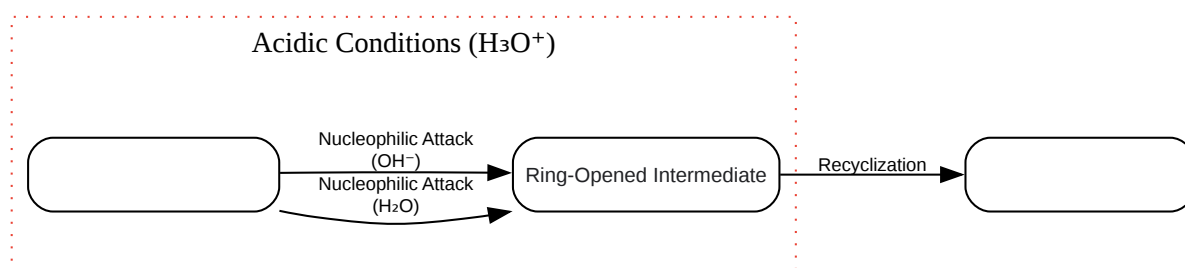 Acidic Conditions (H₃O⁺)
Nucleophilic Attack
(OH⁻)
Nucleophilic Attack
(H₂O)
Ring-Opened Intermediate
Recyclization